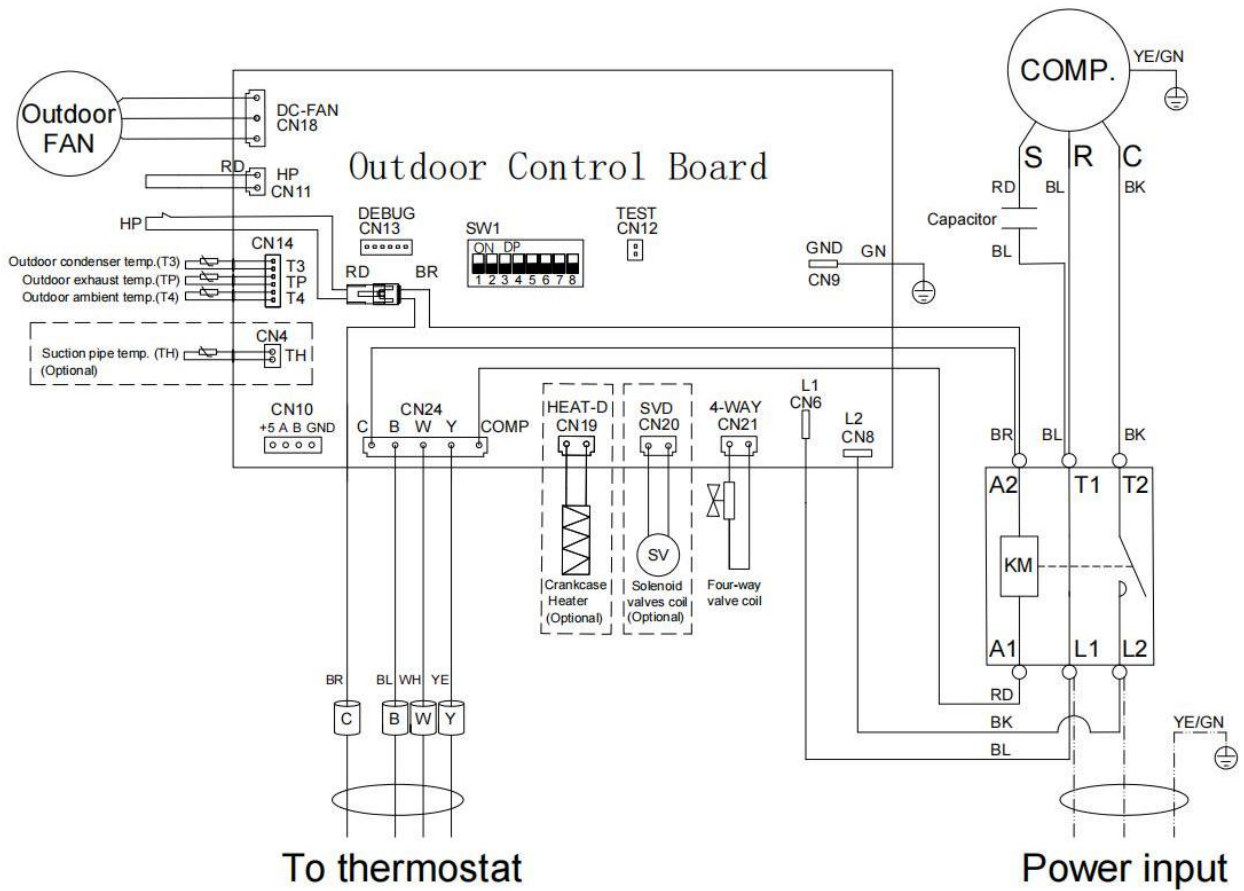 Outdoor
FAN
DC-FAN
CN18
RD
HP
CN11
HP
Outdoor Control Board
COMP.
YE/GN
S R C
RD BL BK
Capacitor
BL
DEBUG
CN13
SW1
ON DP
1 2 3 4 5 6 7 8
TEST
CN12
GND
CN9
GN
CN14
Outdoor condenser temp.(T3)
T3
Outdoor exhaust temp.(TP)
TP
Outdoor ambient temp.(T4)
T4
RD
BR
CN4
Suction pipe temp. (TH)
(Optional)
TH
CN10
+5 A B GND
CN24
C B W Y COMP
HEAT-D
CN19
SVD
CN20
4-WAY
CN21
L1
CN6
L2
CN8
BR BL BK
A2 T1 T2
KM
A1 L1 L2
SV
Crankcase
Heater
(Optional)
Solenoid
valves coil
(Optional)
Four-way
valve coil
BR BL WH YE
C B W Y
RD
BK
BL
YE/GN
To thermostat
Power input